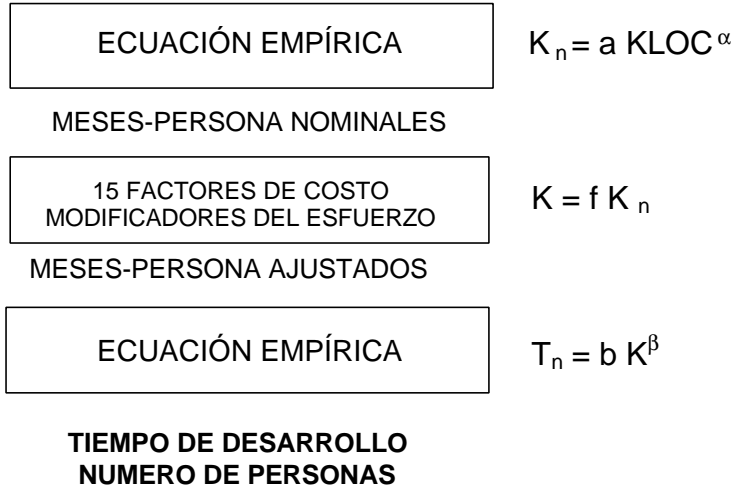 ECUACIÓN EMPÍRICA K n = a KLOC α
MESES-PERSONA NOMINALES
15 FACTORES DE COSTO
MODIFICADORES DEL ESFUERZO
K = f K n
MESES-PERSONA AJUSTADOS
ECUACIÓN EMPÍRICA T n = b K β
TIEMPO DE DESARROLLO
NUMERO DE PERSONAS